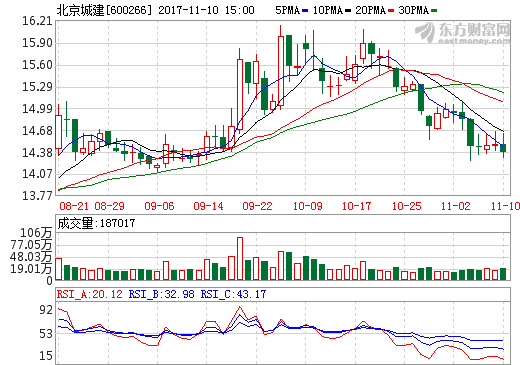 北京城建[600266] 2017-11-10 15:00 5PMA 10PMA 20PMA 30PMA
16.21
东方财富网
eastmoney.com
15.90
15.60
15.29
14.99
14.68
14.38
14.07
13.77
08-21 08-29 09-06 09-14 09-22 10-09 10-17 10-25 11-02 11-10
成交量:187017
106万
77.05万
48.03万
19.01万
0
RSI_A:20.12 RSI_B:32.98 RSI_C:43.17
92
53
15